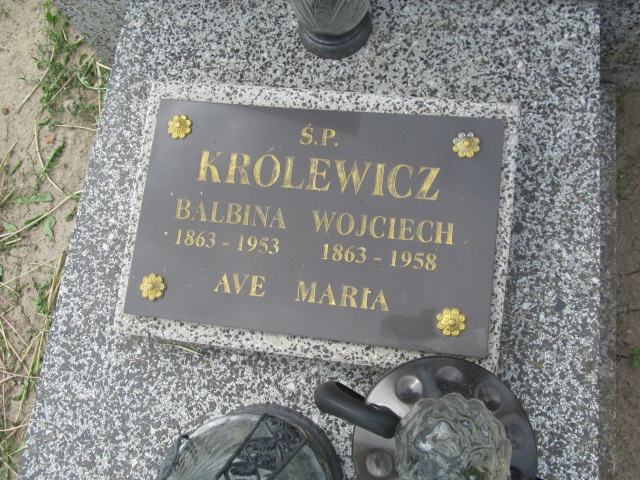 Ś.P.
KRÓLEWICZ
BALBINA WOJCIECH
1863 - 1953 1863 - 1958
AVE MARIA